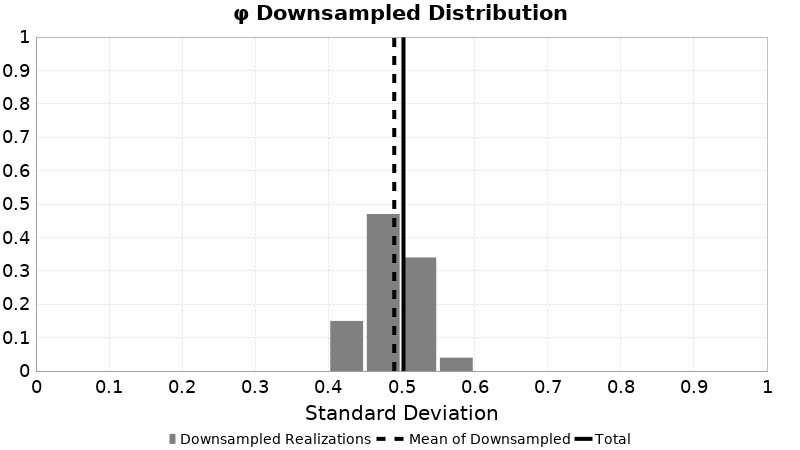 φ Downsampled Distribution
1
0.9
0.8
0.7
0.6
0.5
0.4
0.3
0.2
0.1
0
0 0.1 0.2 0.3 0.4 0.5 0.6 0.7 0.8 0.9 1
Standard Deviation
Downsampled Realizations Mean of Downsampled Total